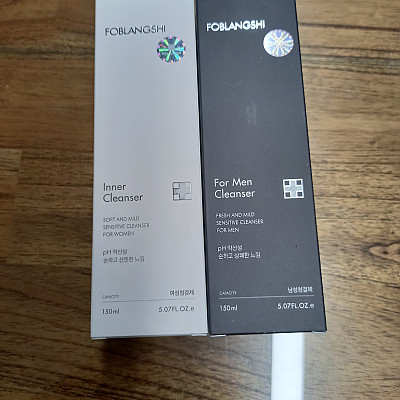 FOBLANGSHI
Inner
Cleanser
SOFT AND MILD
SENSITIVE CLEANSER
FOR WOMEN
pH 약산성
순하고 산뜻한 느낌
CAPACITY
여성청결제
150ml
5.07FL.OZ.e
FOBLANGSHI
For Men
Cleanser
FRESH AND MILD
SENSITIVE CLEANSER
FOR MEN
pH 약산성
순하고 상쾌한 느낌
CAPACITY
남성청결제
150ml
5.07FL.OZ.e